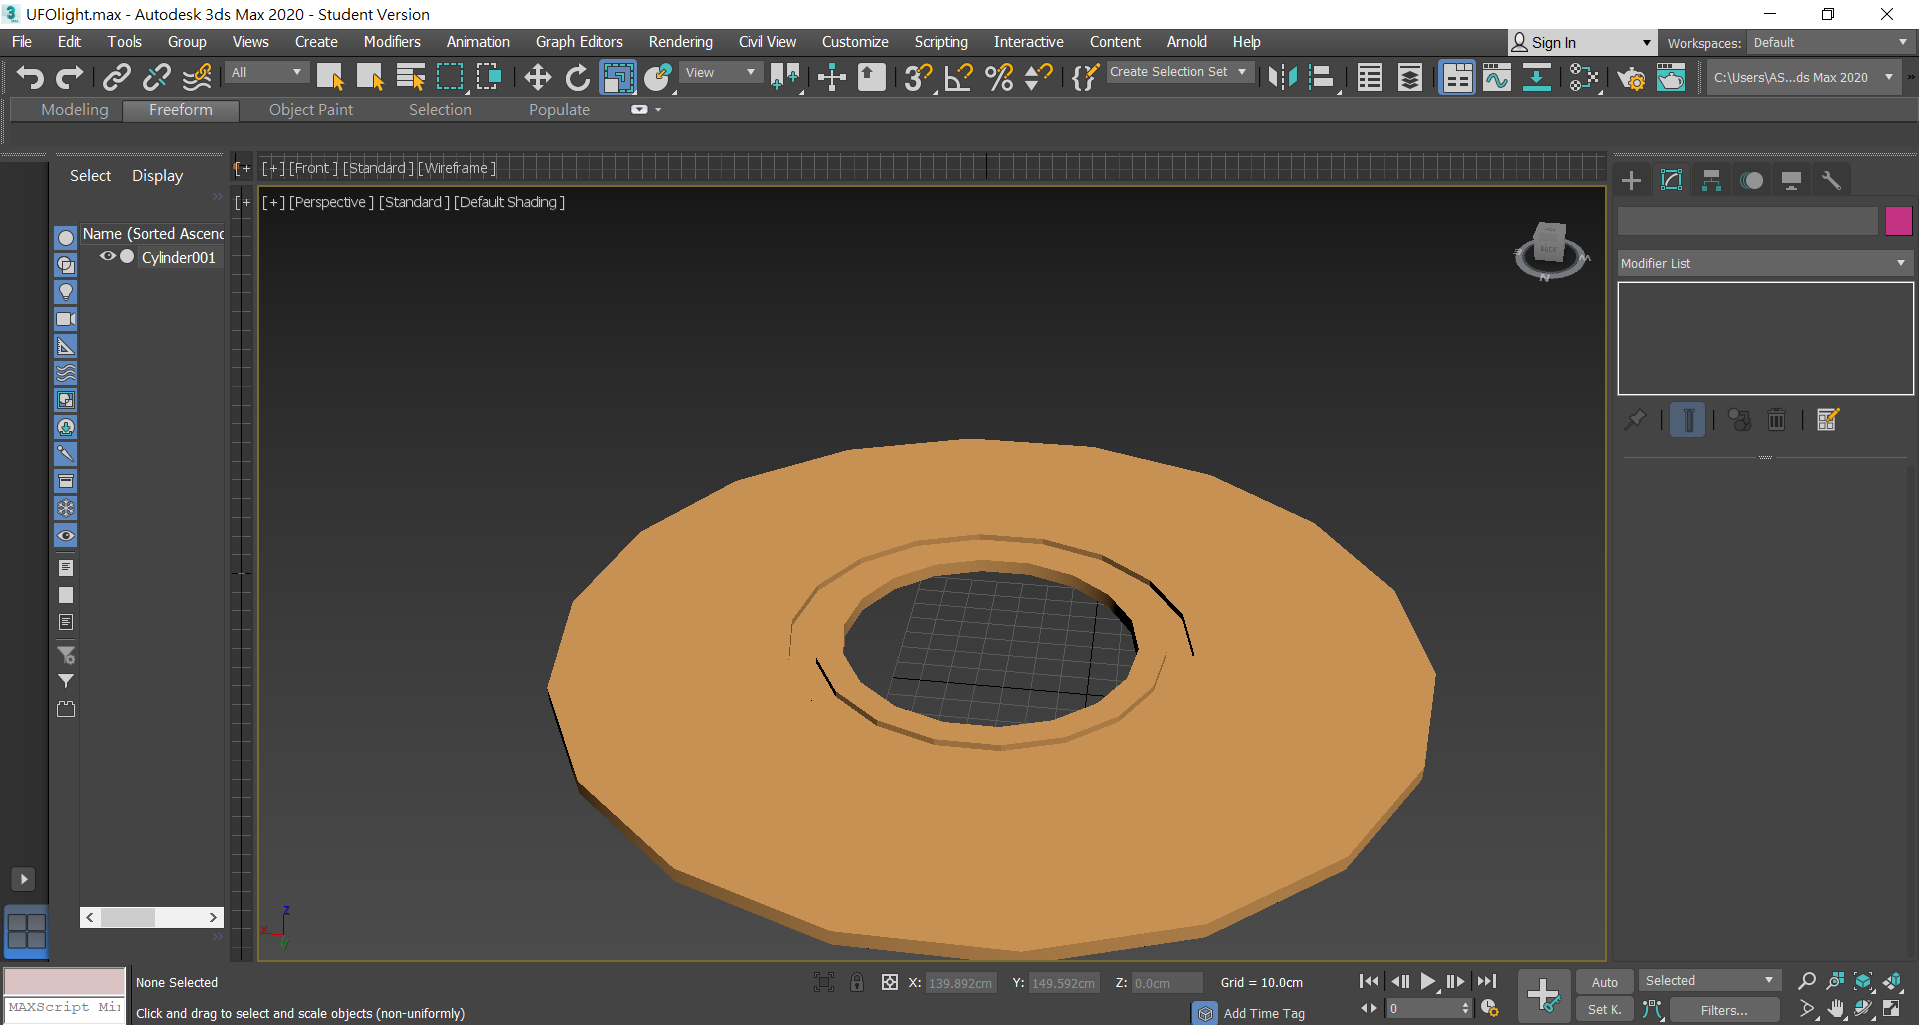 UFOlight.max - Autodesk 3ds Max 2020 - Student Version
File Edit Tools Group Views Create Modifiers Animation Graph Editors Rendering Civil View Customize Scripting Interactive Content Arnold Help
Sign In
Workspaces: Default
All
View
Create Selection Set
C:\Users\AS...ds Max 2020
Modeling Freeform Object Paint Selection Populate
Select Display
[+] [Front ] [Standard ] [Wireframe ]
[+] [Perspective ] [Standard ] [Default Shading ]
Name (Sorted Ascenc
Cylinder001
Modifier List
N
z
x
y
None Selected
X: 139.892cm Y: 149.592cm Z: 0.0cm Grid = 10.0cm
Auto Selected
MAXScript Mi
Click and drag to select and scale objects (non-uniformly)
Add Time Tag
0
Set K. Filters...